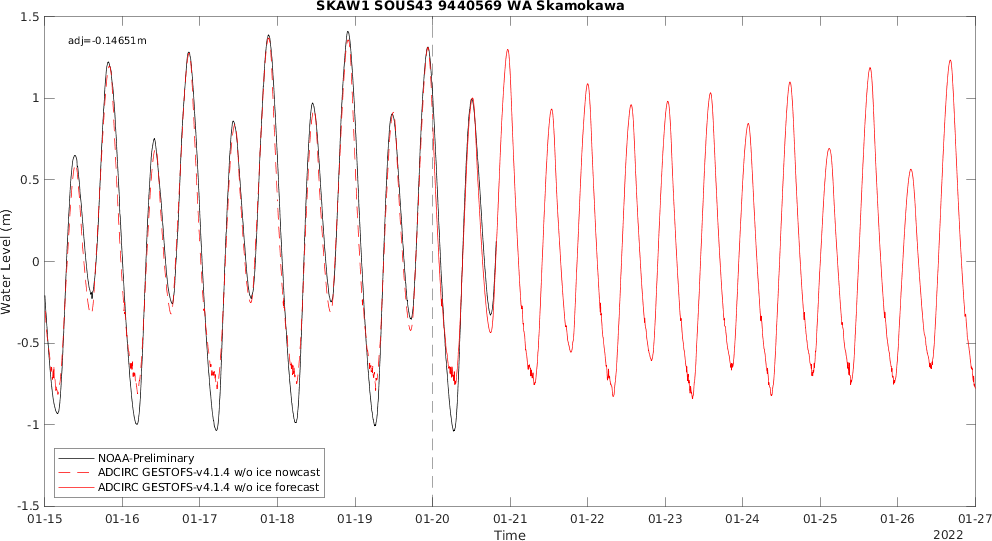 SKAW1 SOUS43 9440569 WA Skamokawa
adj=-0.14651m
1.5
1
0.5
0
-0.5
-1
-1.5
Water Level (m)
NOAA-Preliminary
ADCIRC GESTOFS-v4.1.4 w/o ice nowcast
ADCIRC GESTOFS-v4.1.4 w/o ice forecast
01-15 01-16 01-17 01-18 01-19 01-20 01-21 01-22 01-23 01-24 01-25 01-26 01-27
Time
2022